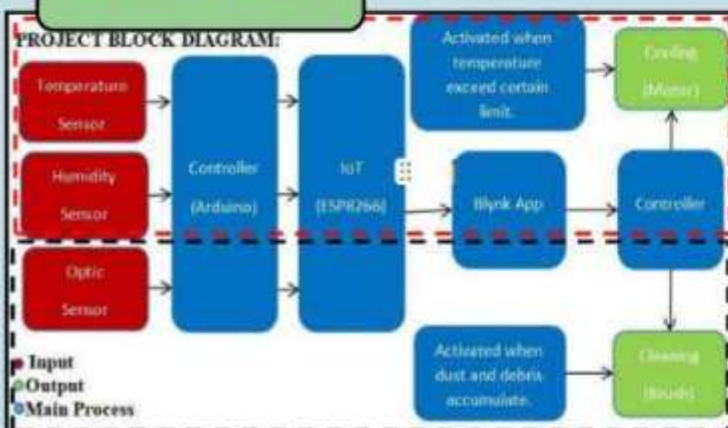 PROJECT BLOCK DIAGRAM:
Temperature
Sensor
Humidity
Sensor
Optic
Sensor
Controller
(Arduino)
IoT
(ESP8266)
Activated when
temperature
exceed certain
limit.
Cooling
(Motor)
Blynk App
Controller
Activated when
dust and debris
accumulate.
Cleaning
(Brush)
Input
Output
Main Process